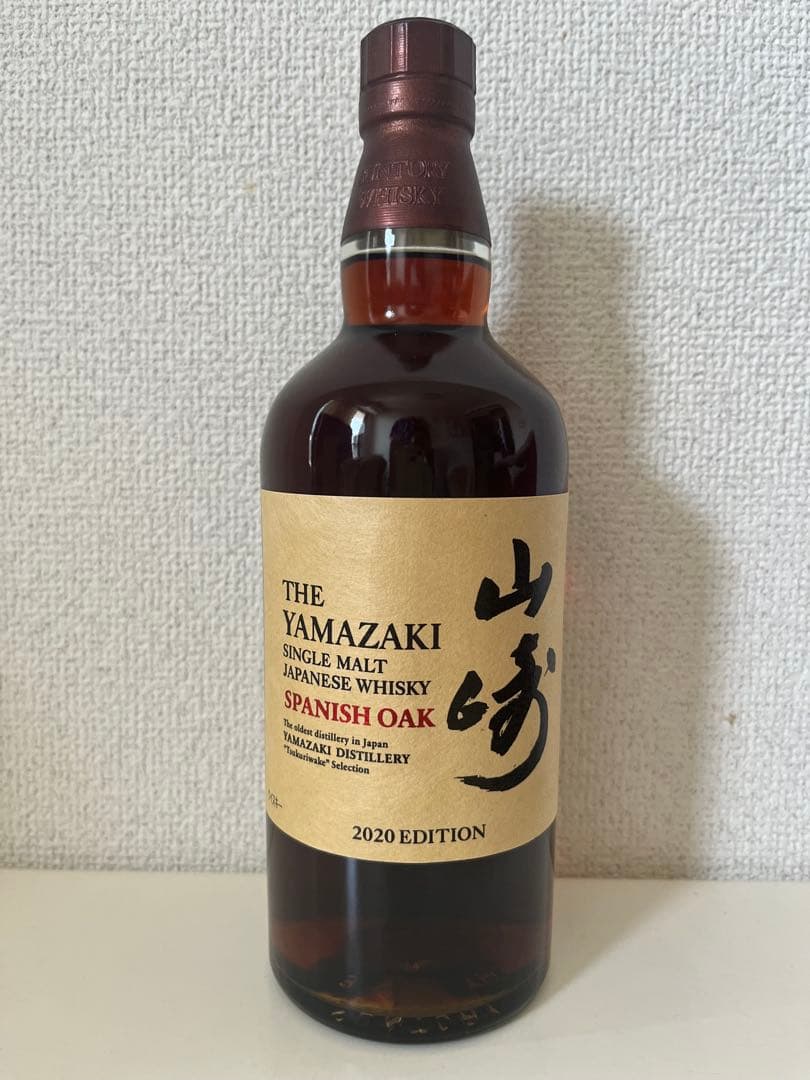 SUNTORY
WHISKY
THE
YAMAZAKI
SINGLE MALT
JAPANESE WHISKY
SPANISH OAK
The oldest distillery in Japan
YAMAZAKI DISTILLERY
"Tsukuriwake" Selection
山崎
2020 EDITION